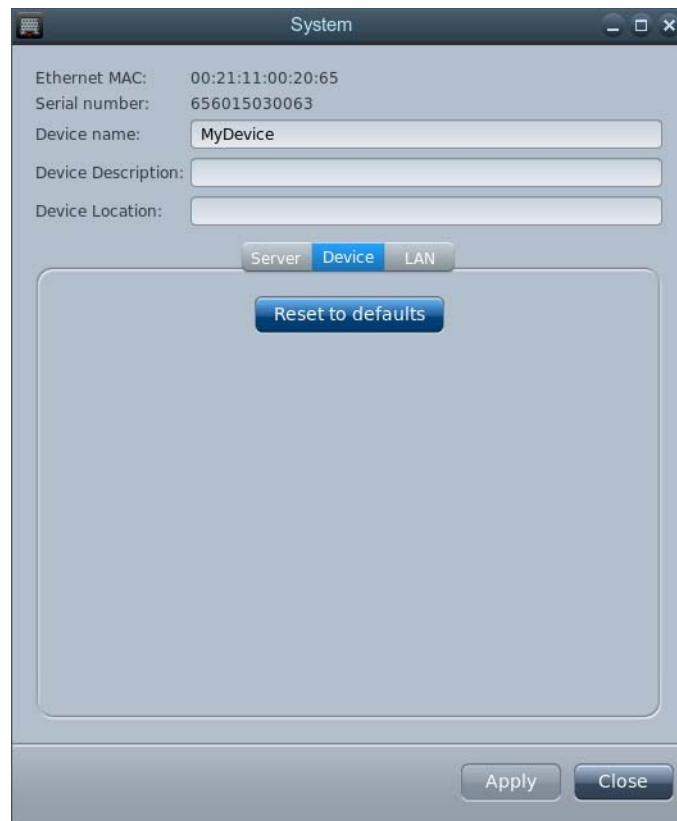 System
Ethernet MAC: 00:21:11:00:20:65
Serial number: 656015030063
Device name: MyDevice
Device Description:
Device Location:
Server Device LAN
Reset to defaults
Apply Close